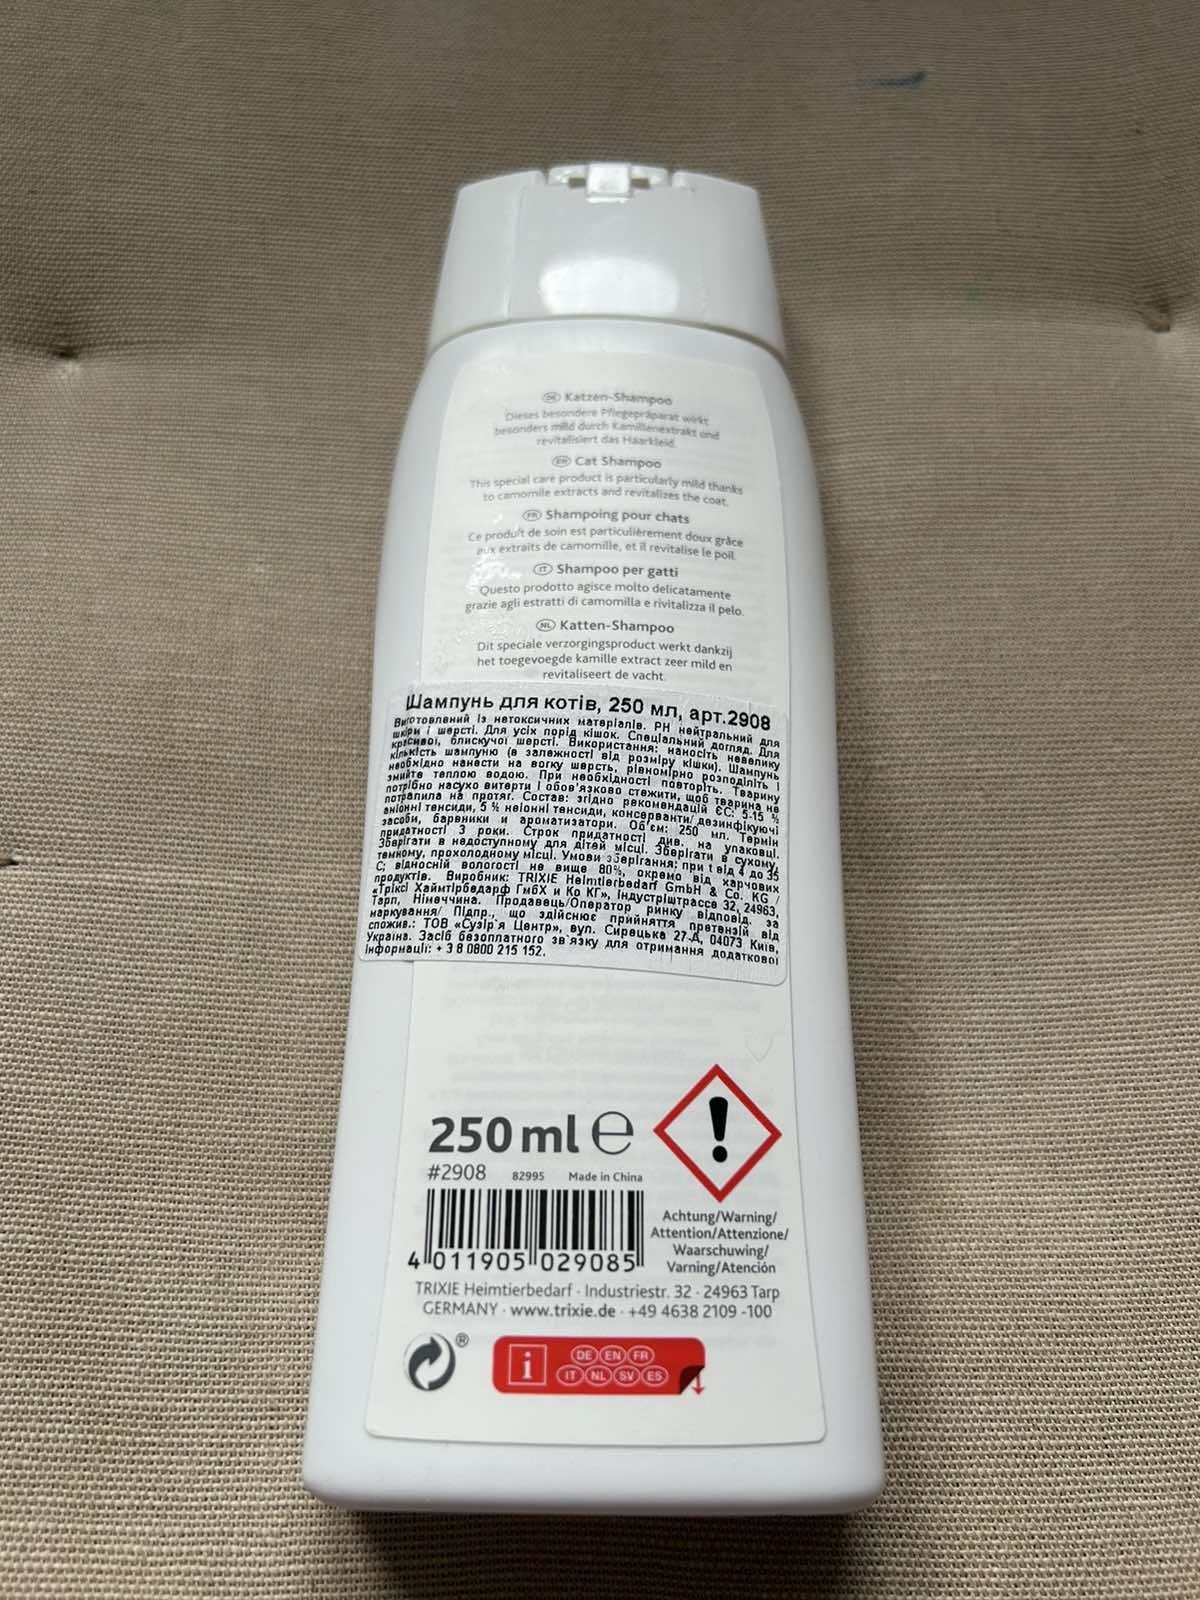 DE Katzen-Shampoo
Dieses besondere Pflegepräparat wirkt
besonders mild durch Kamillenextrakt und
revitalisiert das Haarkleid.
EN Cat Shampoo
This special care product is particularly mild thanks
to camomile extracts and revitalizes the coat.
FR Shampoing pour chats
Ce produit de soin est particulièrement doux grâce
aux extraits de camomille, et il revitalise le poil.
IT Shampoo per gatti
Questo prodotto agisce molto delicatamente
grazie agli estratti di camomilla e rivitalizza il pelo.
NL Katten-Shampoo
Dit speciale verzorgingsproduct werkt dankzij
het toegevoegde kamille extract zeer mild en
revitaliseert de vacht.
Шампунь для котів, 250 мл, арт.2908
Виготовлений із нетоксичних матеріалів. РН нейтральний для
шкіри і шерсті. Для усіх порід кішок. Спеціальний догляд. Для
красивої, блискучої шерсті. Використання: наносіть невелику
кількість шампуню (в залежності від розміру кішки). Шампунь
необхідно нанести на вогку шерсть, рівномірно розподіліть і
змийте теплою водою. При необхідності повторіть. Тварину
потрібно насухо витерти і обов'язково стежити, щоб тварина не
потрапила на протяг. Состав: згідно рекомендацій ЄС: 5-15 %
аніонні тенсиди, 5 % неіонні тенсиди, консерванти/дезинфікуючі
засоби, барвники и ароматизатори. Об'єм: 250 мл. Термін
придатності 3 роки. Строк придатності див. на упаковці.
Зберігати в недоступному для дітей місці. Зберігати в сухому,
темному, прохолодному місці. Умови зберігання: при t від 4 до 35
С; відносній вологості не вище 80%, окремо від харчових
продуктів. Виробник: TRIXIE Heimtierbedarf GmbH & Co. KG /
«Тріксі Хаймтірбедарф ГмбХ и Ко КГ», Індустріштрассе 32, 24963,
Тарп, Німеччина. Продавець/Оператор ринку відповід. за
маркування/ Підпр., що здійснює прийняття претензій від
спожив.: ТОВ «Сузір'я Центр», вул. Сирецька 27-Д, 04073 Київ,
Україна. Засіб безоплатного зв'язку для отримання додаткової
інформації: + 3 8 0800 215 152.
250 ml ℮
#2908 82995 Made in China
4 011905 029085
Achtung/Warning/
Attention/Attenzione/
Waarschuwing/
Varning/Atención
TRIXIE Heimtierbedarf · Industriestr. 32 · 24963 Tarp
GERMANY · www.trixie.de · +49 4638 2109 -100
®
i DE EN FR
IT NL SV ES